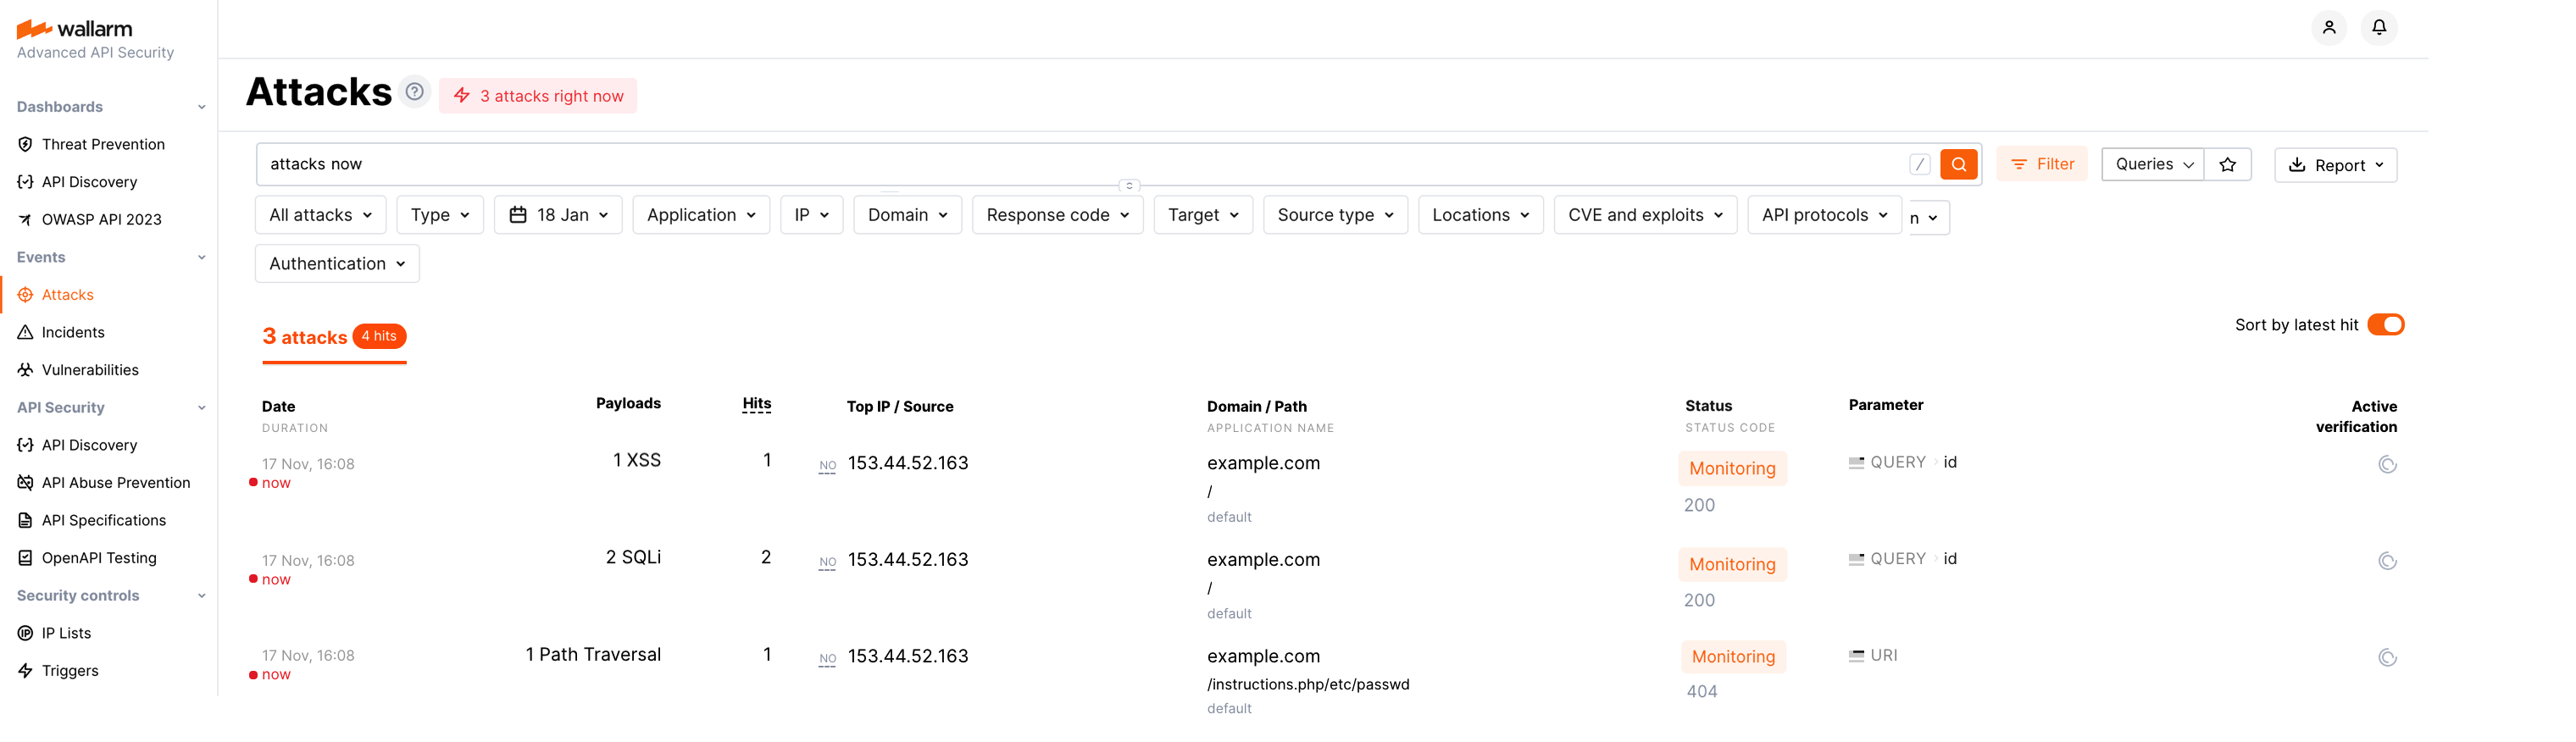 wallarm
Advanced API Security
Dashboards
Threat Prevention
API Discovery
OWASP API 2023
Events
Attacks
Incidents
Vulnerabilities
API Security
API Discovery
API Abuse Prevention
API Specifications
OpenAPI Testing
Security controls
IP
IP Lists
Triggers
Attacks ? 3 attacks right now
attacks now / Filter Queries Report
All attacks Type 18 Jan Application IP Domain Response code Target Source type Locations CVE and exploits API protocols n
Authentication
3 attacks 4 hits
Sort by latest hit
Date Payloads Hits Top IP / Source Domain / Path Status Parameter Active
DURATION APPLICATION NAME STATUS CODE verification
17 Nov, 16:08 1 XSS 1 NO 153.44.52.163 example.com Monitoring QUERY id
now /
default 200
17 Nov, 16:08 2 SQLi 2 NO 153.44.52.163 example.com Monitoring QUERY id
now /
default 200
17 Nov, 16:08 1 Path Traversal 1 NO 153.44.52.163 example.com Monitoring URI
now /instructions.php/etc/passwd 404
default